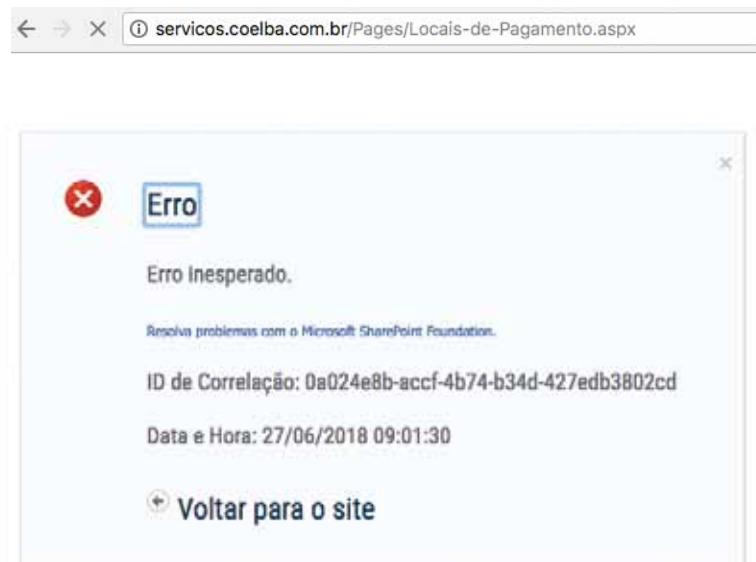 servicos.coelba.com.br/Pages/Locais-de-Pagamento.aspx
Erro
Erro inesperado.
Resolva problemas com o Microsoft SharePoint Foundation.
ID de Correlação: 0a024e8b-accf-4b74-b34d-427edb3802cd
Data e Hora: 27/06/2018 09:01:30
Voltar para o site